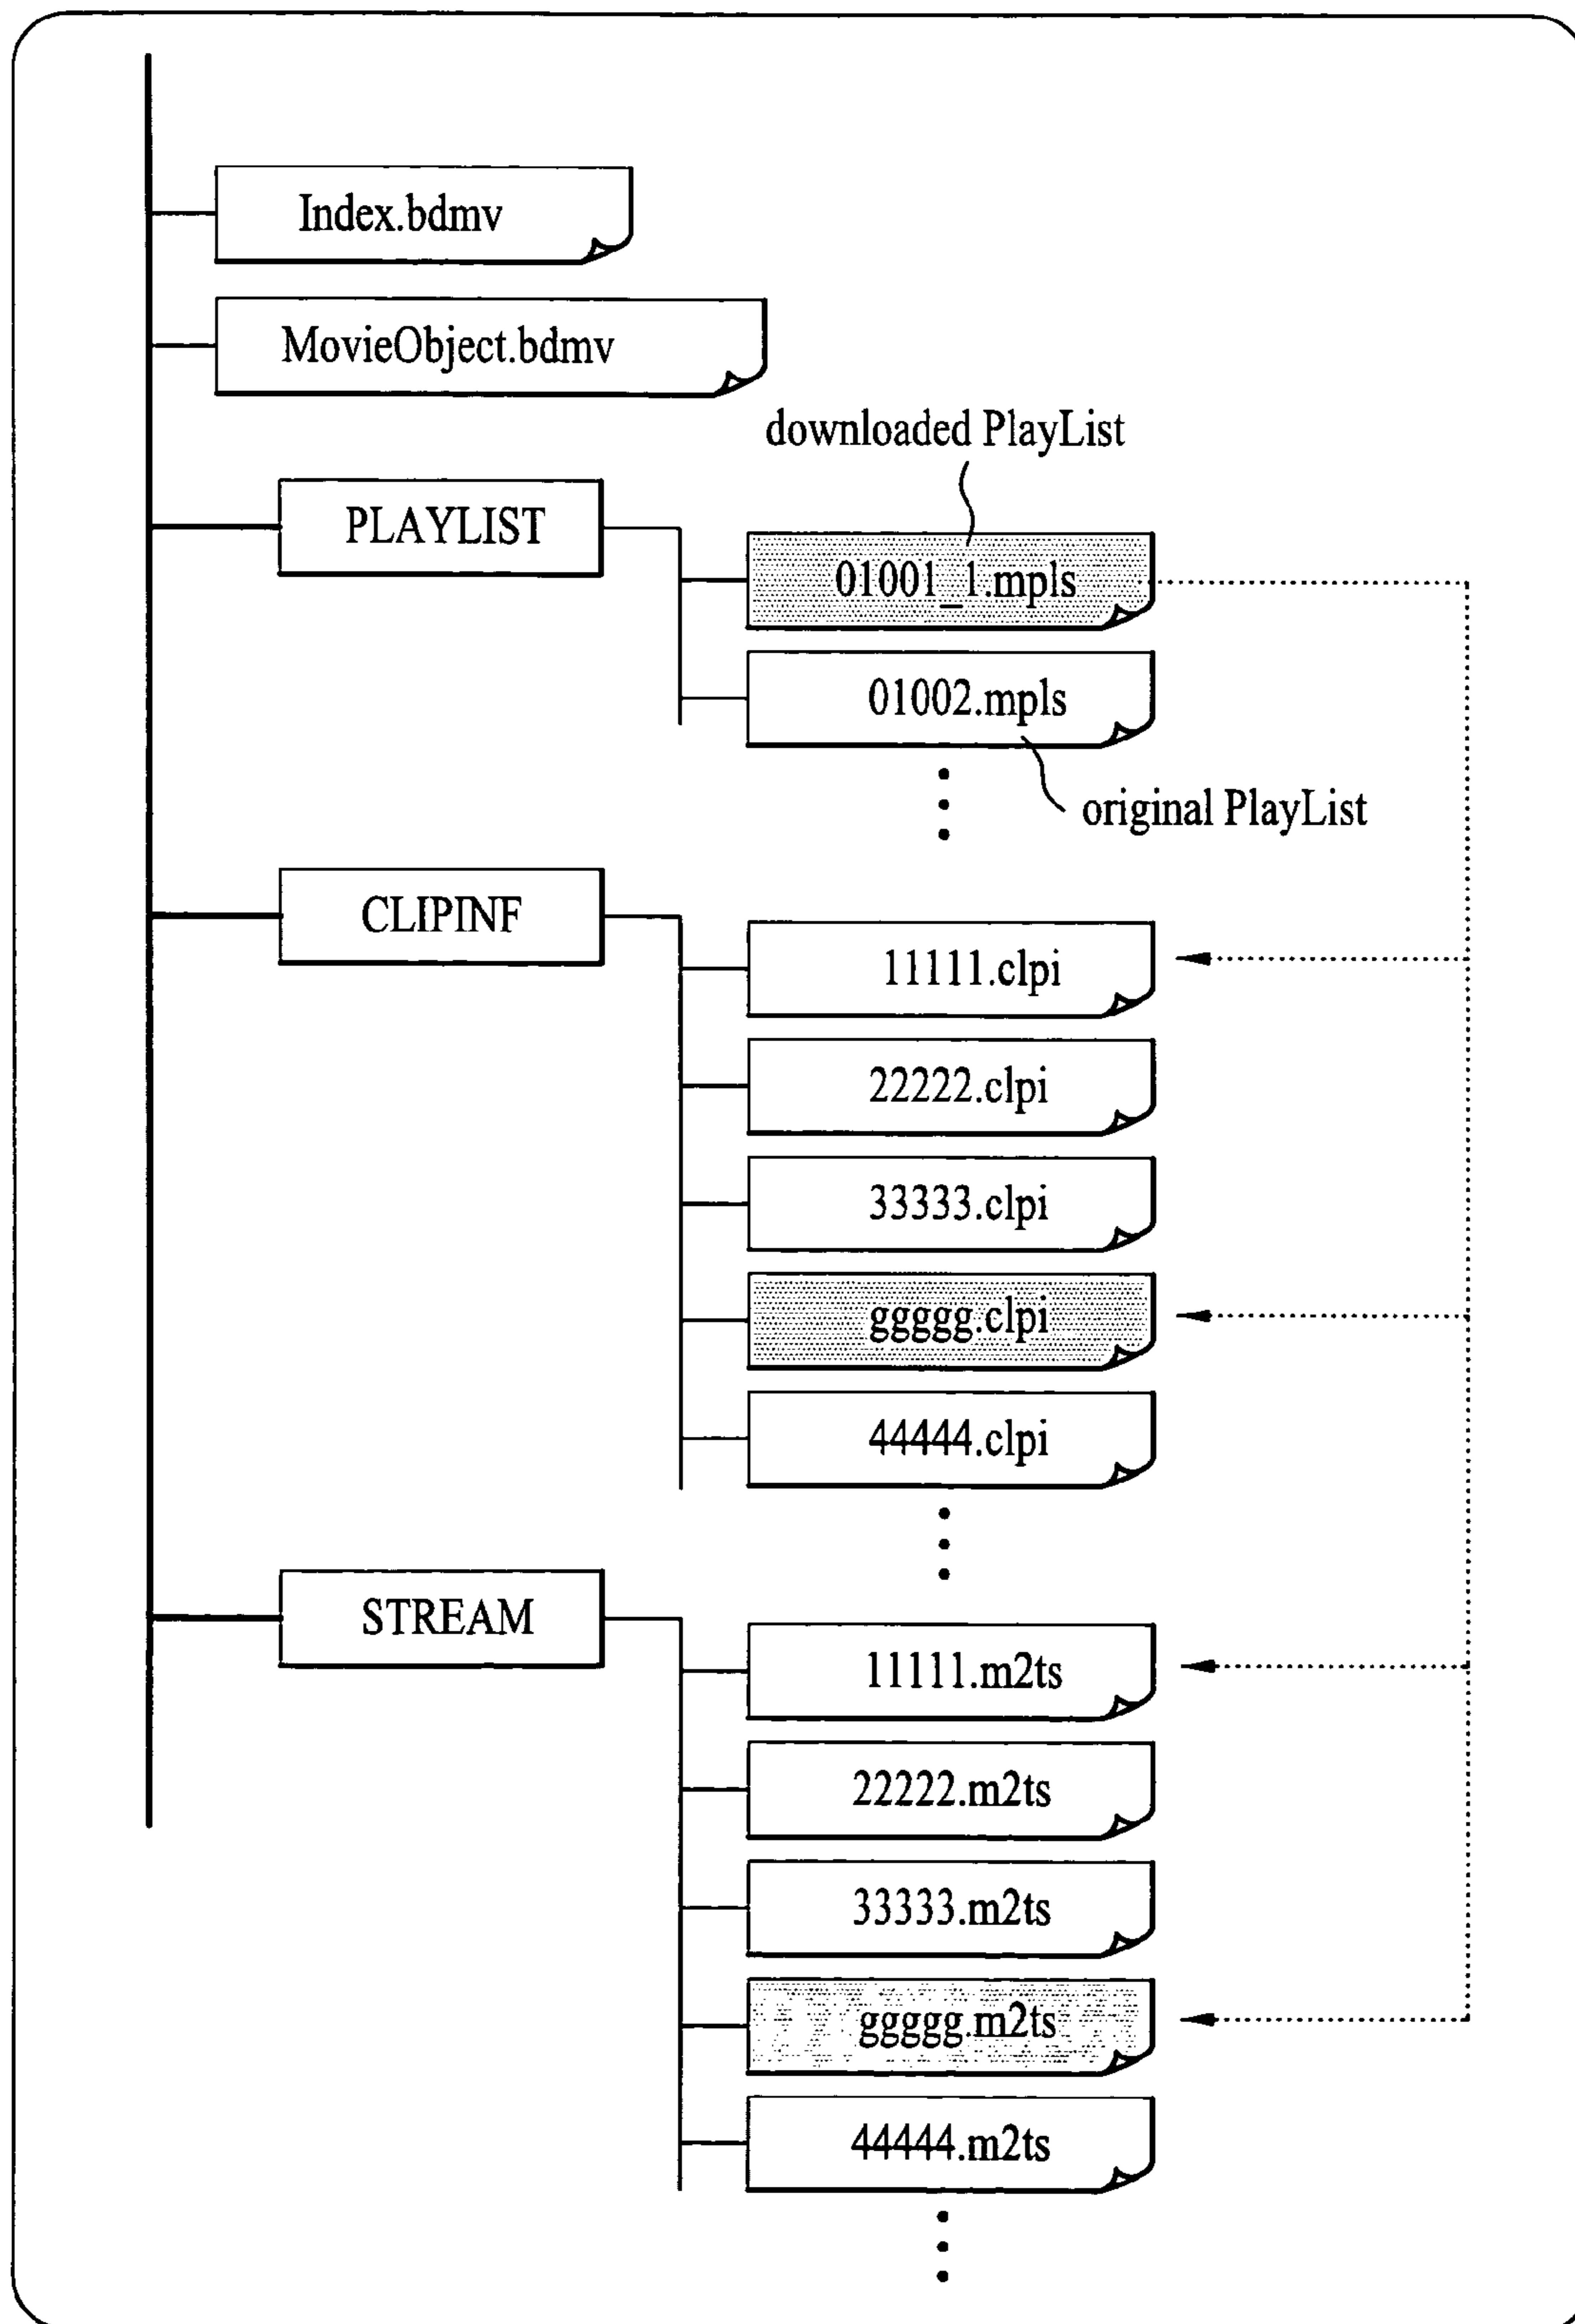 Index.bdmv
MovieObject.bdmv
downloaded PlayList
PLAYLIST
01001_1.mpls
01002.mpls
original PlayList
CLIPINF
11111.clpi
22222.clpi
33333.clpi
ggggg.clpi
44444.clpi
STREAM
11111.m2ts
22222.m2ts
33333.m2ts
ggggg.m2ts
44444.m2ts